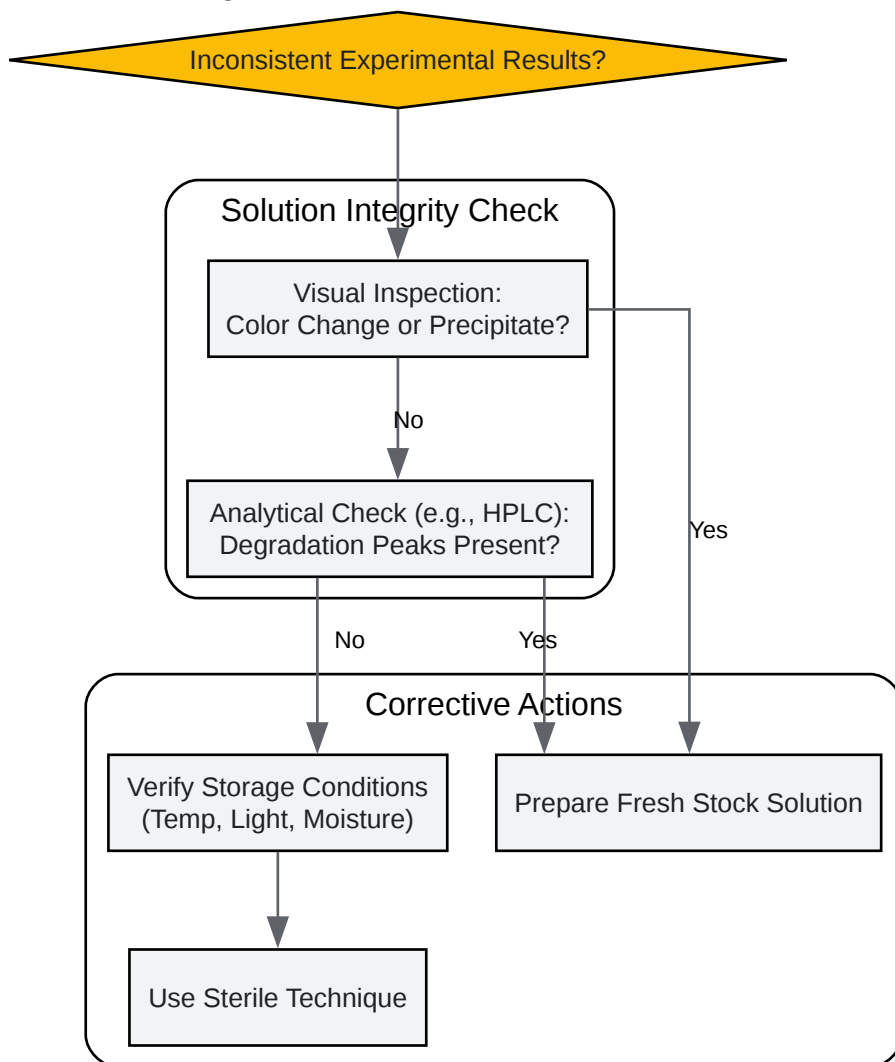 Inconsistent Experimental Results?
Solution Integrity Check
Visual Inspection:
Color Change or Precipitate?
No
Yes
Analytical Check (e.g., HPLC):
Degradation Peaks Present?
No
Yes
Corrective Actions
Verify Storage Conditions
(Temp, Light, Moisture)
Prepare Fresh Stock Solution
Use Sterile Technique